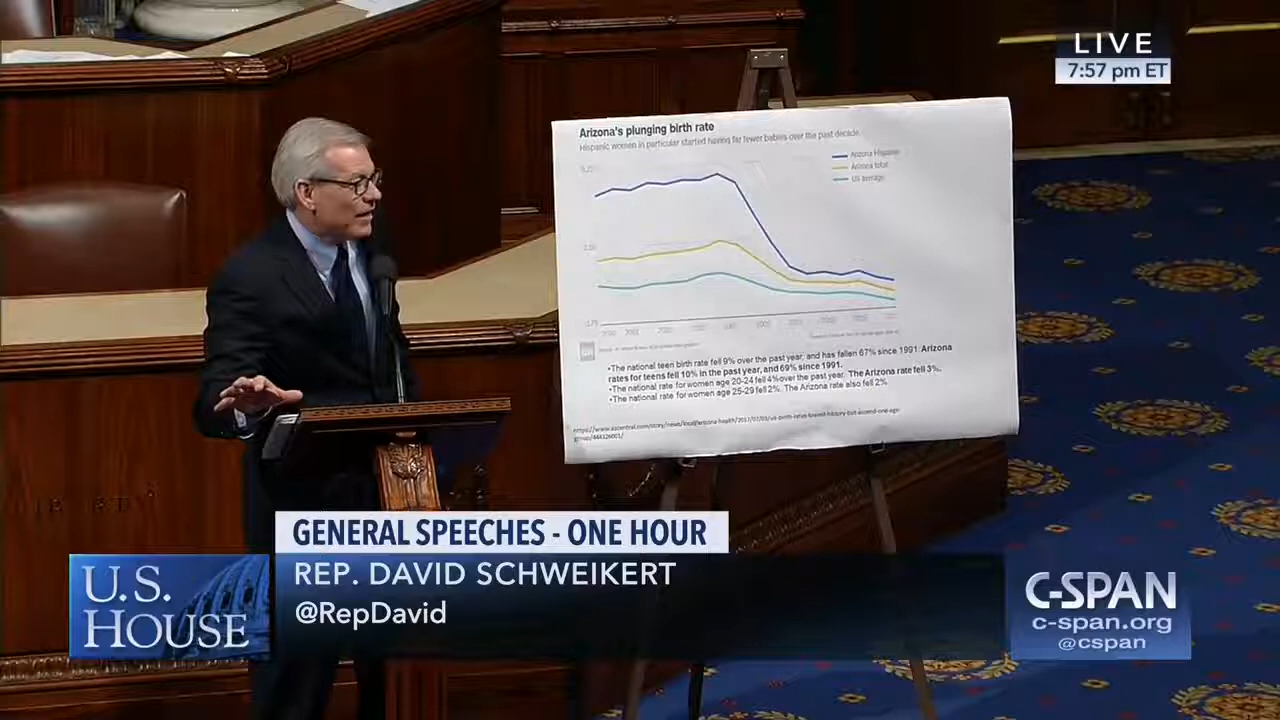 LIVE
7:57 pm ET
Arizona's plunging birth rate
Hispanic women in particular started having far fewer babies over the past decade.
Arizona Hispanic
Arizona total
US average
•The national teen birth rate fell 9% over the past year, and has fallen 67% since 1991. Arizona
rates for teens fell 10% in the past year, and 69% since 1991.
•The national rate for women age 20-24 fell 4% over the past year. The Arizona rate fell 3%.
•The national rate for women age 25-29 fell 2%. The Arizona rate also fell 2%.
LIBERTY
GENERAL SPEECHES - ONE HOUR
U.S.
HOUSE
REP. DAVID SCHWEIKERT
@RepDavid
C-SPAN
c-span.org
@cspan